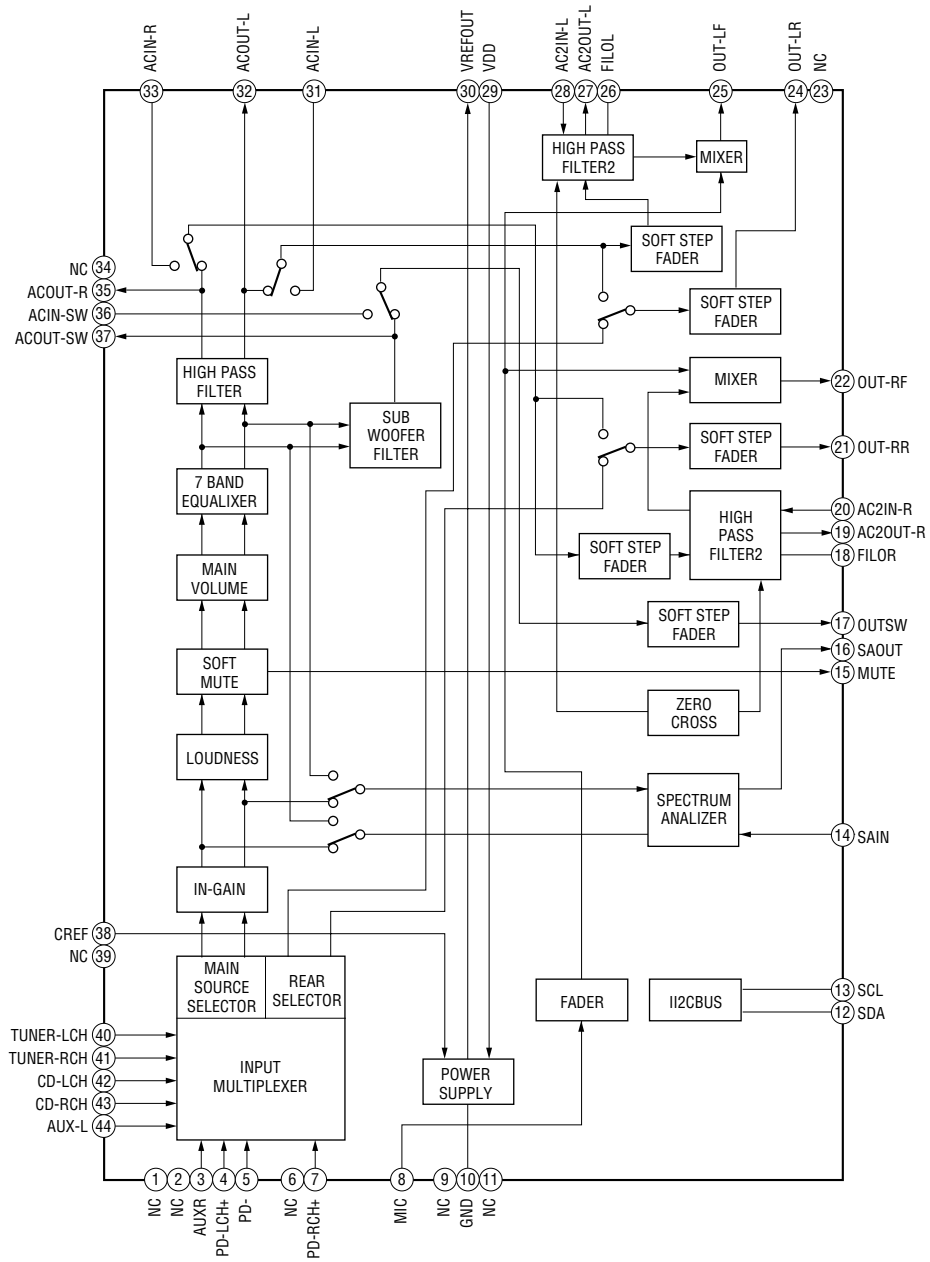 ACIN-R
ACOUT-L
ACIN-L
VREFOUT
VDD
AC2IN-L
AC2OUT-L
FILOL
OUT-LF
OUT-LR
NC
33
32
31
30
29
28
27
26
25
24
23
HIGH PASS
FILTER2
MIXER
SOFT STEP
FADER
NC 34
ACOUT-R 35
ACIN-SW 36
ACOUT-SW 37
SOFT STEP
FADER
HIGH PASS
FILTER
MIXER
22 OUT-RF
SUB
WOOFER
FILTER
SOFT STEP
FADER
21 OUT-RR
7 BAND
EQUALIXER
HIGH
PASS
FILTER2
20 AC2IN-R
19 AC2OUT-R
18 FILOR
SOFT STEP
FADER
MAIN
VOLUME
SOFT STEP
FADER
17 OUTSW
16 SAOUT
15 MUTE
SOFT
MUTE
ZERO
CROSS
LOUDNESS
SPECTRUM
ANALIZER
14 SAIN
IN-GAIN
CREF 38
NC 39
MAIN
SOURCE
SELECTOR
REAR
SELECTOR
FADER
II2CBUS
13 SCL
12 SDA
TUNER-LCH 40
TUNER-RCH 41
CD-LCH 42
CD-RCH 43
AUX-L 44
INPUT
MULTIPLEXER
POWER
SUPPLY
1
2
3
4
5
6
7
8
9
10
11
NC
NC
AUXR
PD-LCH+
PD-
NC
PD-RCH+
MIC
NC
GND
NC